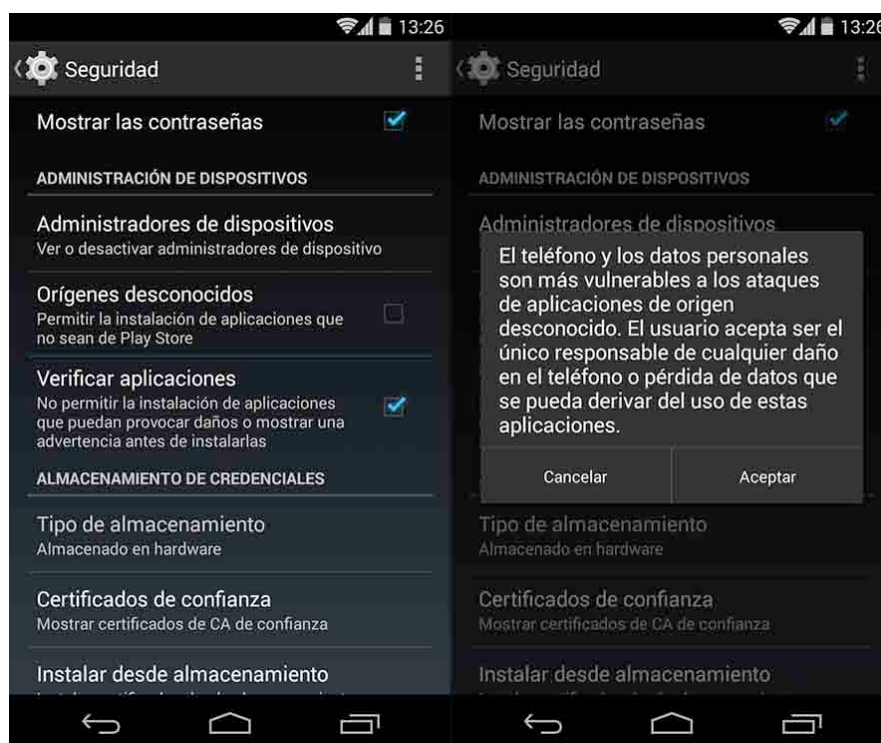 13:26
Seguridad
Mostrar las contraseñas
ADMINISTRACIÓN DE DISPOSITIVOS
Administradores de dispositivos
Ver o desactivar administradores de dispositivo
Orígenes desconocidos
Permitir la instalación de aplicaciones que
no sean de Play Store
Verificar aplicaciones
No permitir la instalación de aplicaciones
que puedan provocar daños o mostrar una
advertencia antes de instalarlas
ALMACENAMIENTO DE CREDENCIALES
Tipo de almacenamiento
Almacenado en hardware
Certificados de confianza
Mostrar certificados de CA de confianza
Instalar desde almacenamiento
13:26
Seguridad
Mostrar las contraseñas
ADMINISTRACIÓN DE DISPOSITIVOS
Administradores de dispositivos
El teléfono y los datos personales
son más vulnerables a los ataques
de aplicaciones de origen
desconocido. El usuario acepta ser el
único responsable de cualquier daño
en el teléfono o pérdida de datos que
se pueda derivar del uso de estas
aplicaciones.
Cancelar
Aceptar
Tipo de almacenamiento
Almacenado en hardware
Certificados de confianza
Mostrar certificados de CA de confianza
Instalar desde almacenamiento